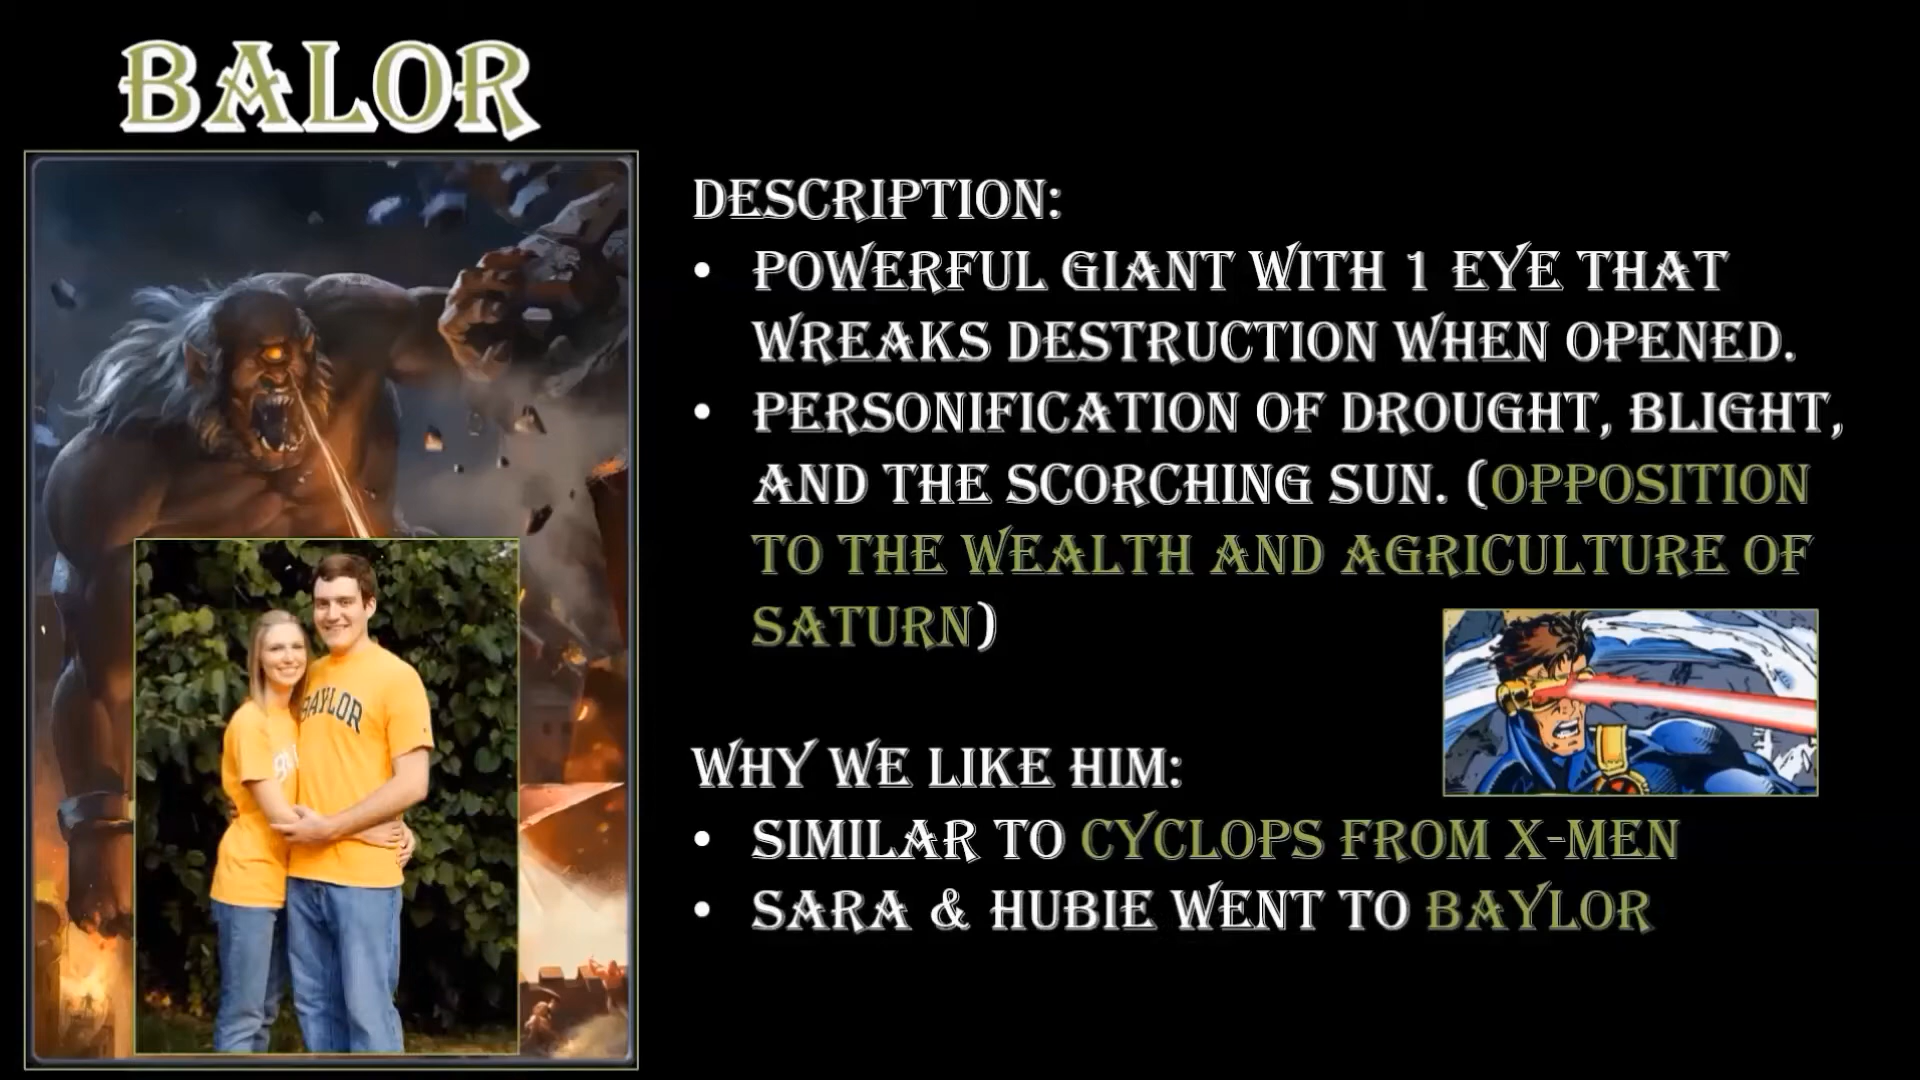 BALOR
DESCRIPTION:
• POWERFUL GIANT WITH 1 EYE THAT
WREAKS DESTRUCTION WHEN OPENED.
• PERSONIFICATION OF DROUGHT, BLIGHT,
AND THE SCORCHING SUN. (OPPOSITION
TO THE WEALTH AND AGRICULTURE OF
SATURN)
WHY WE LIKE HIM:
• SIMILAR TO CYCLOPS FROM X-MEN
• SARA & HUBIE WENT TO BAYLOR
BAYLOR